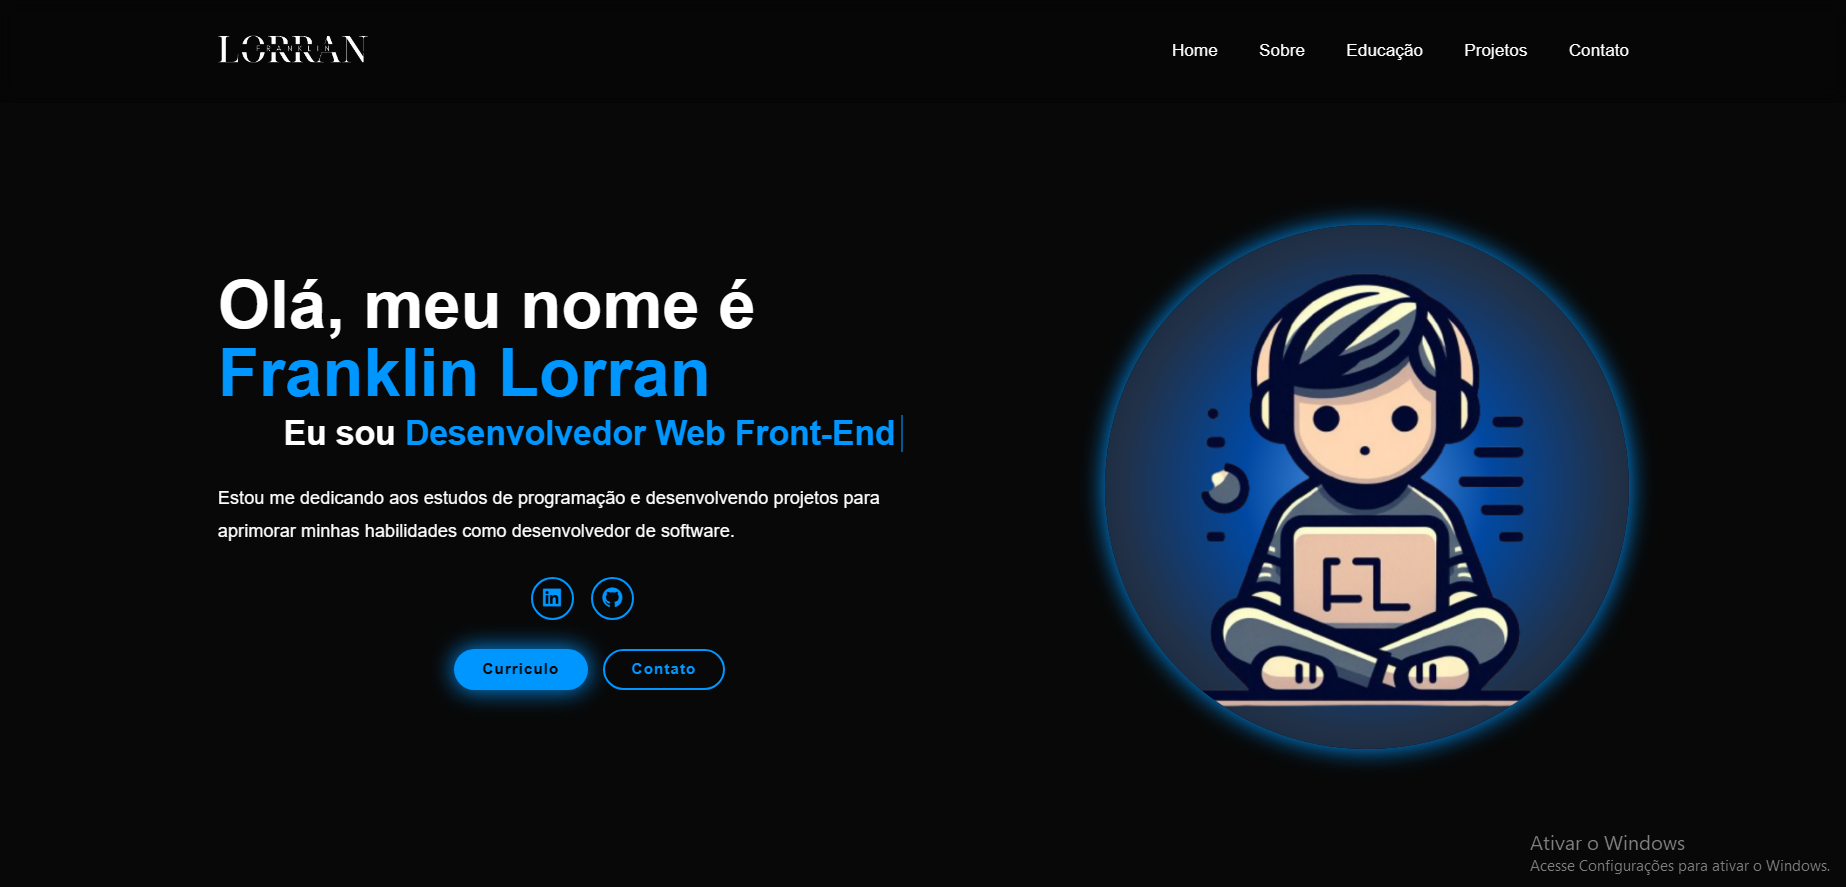 LORRAN
FRANKLIN
Home Sobre Educação Projetos Contato
Olá, meu nome é
Franklin Lorran
Eu sou Desenvolvedor Web Front-End
Estou me dedicando aos estudos de programação e desenvolvendo projetos para
aprimorar minhas habilidades como desenvolvedor de software.
in
Curriculo Contato
FL
Ativar o Windows
Acesse Configurações para ativar o Windows.